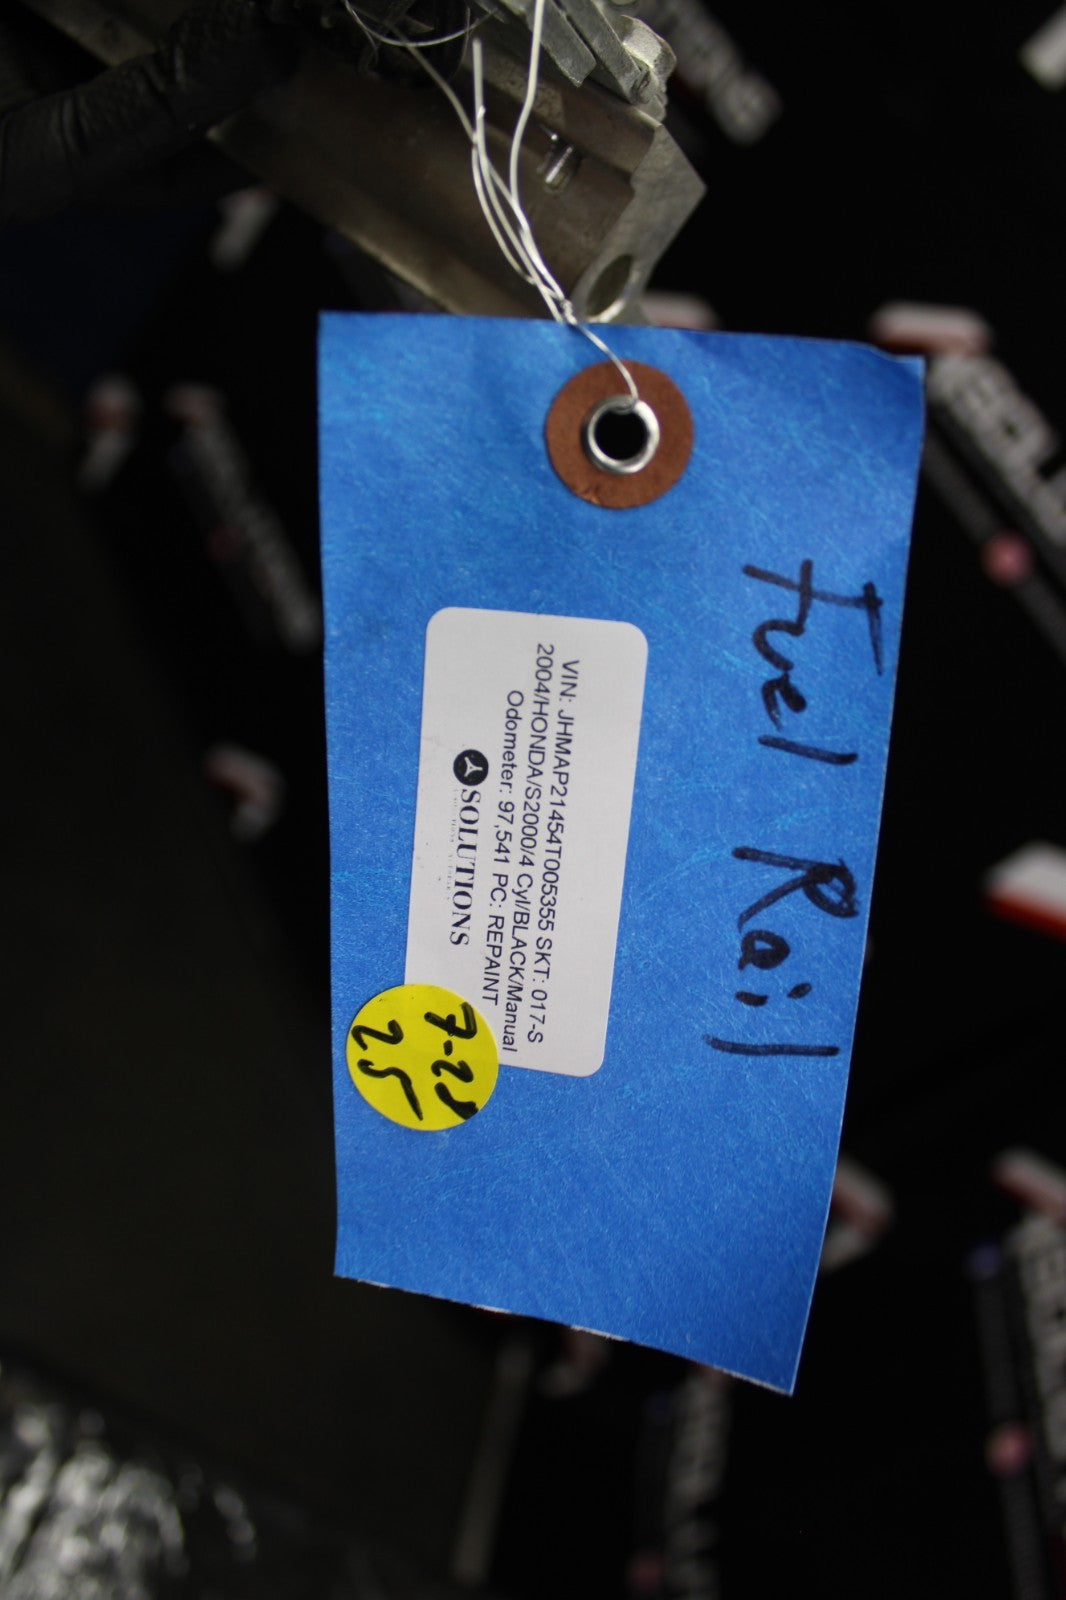 Fuel Rail
VIN: JHMAP21454T005355 SKT: 017-S
2004/HONDA/S2000/4 Cyl/BLACK/Manual
Odometer: 97,541 PC: REPAINT
SOLUTIONS
7-28
25